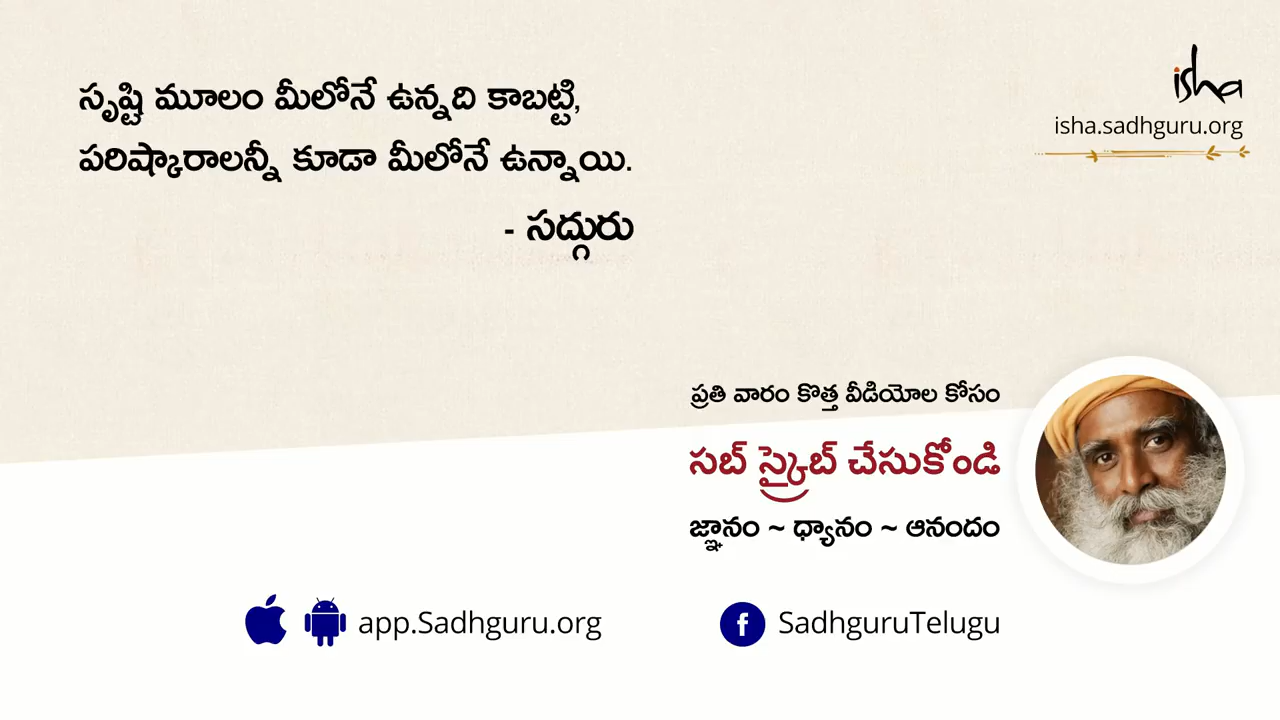 సృష్టి మూలం మీలోనే ఉన్నది కాబట్టి,
పరిష్కారాలన్నీ కూడా మీలోనే ఉన్నాయి.
- సద్గురు
isha
isha.sadhguru.org
ప్రతి వారం కొత్త వీడియోల కోసం
సబ్ స్క్రైబ్ చేసుకోండి
జ్ఞానం ~ ధ్యానం ~ ఆనందం
app.Sadhguru.org
SadhguruTelugu